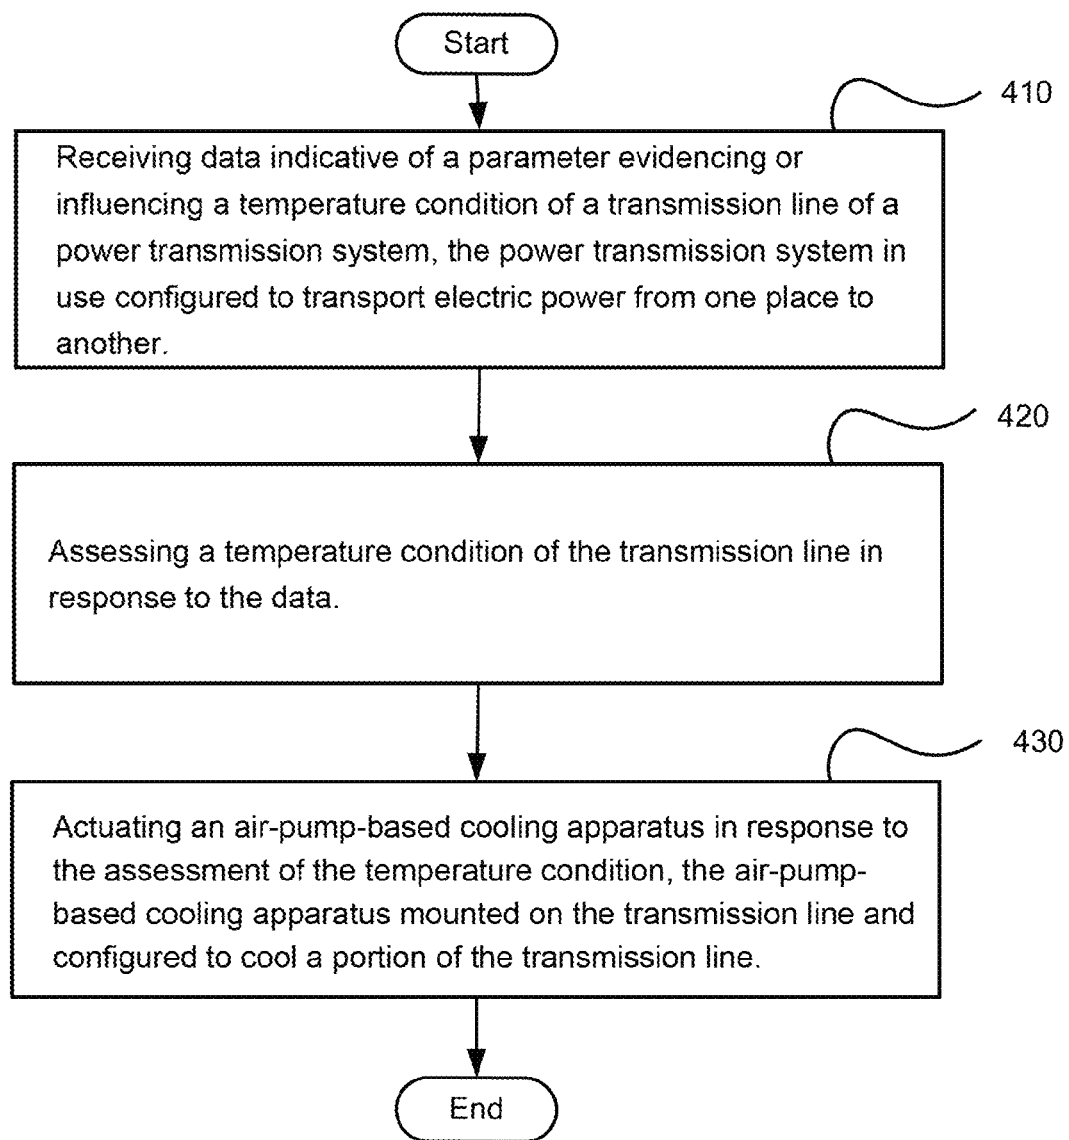 Start
410
Receiving data indicative of a parameter evidencing or
influencing a temperature condition of a transmission line of a
power transmission system, the power transmission system in
use configured to transport electric power from one place to
another.
420
Assessing a temperature condition of the transmission line in
response to the data.
430
Actuating an air-pump-based cooling apparatus in response to
the assessment of the temperature condition, the air-pump-
based cooling apparatus mounted on the transmission line and
configured to cool a portion of the transmission line.
End